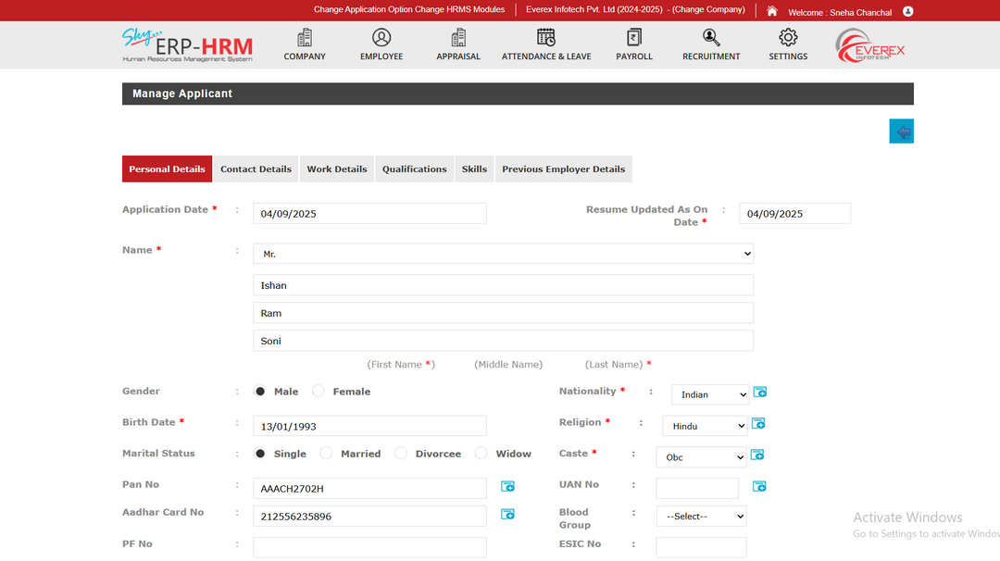 Change Application Option Change HRMS Modules
Everex Infotech Pvt. Ltd (2024-2025) - (Change Company)
Welcome : Sneha Chanchal
Sky...
ERP-HRM
Human Resources Management System
COMPANY
EMPLOYEE
APPRAISAL
ATTENDANCE & LEAVE
PAYROLL
RECRUITMENT
SETTINGS
EVEREX
INFOTECH
Manage Applicant
Personal Details
Contact Details
Work Details
Qualifications
Skills
Previous Employer Details
Application Date * : 04/09/2025
Resume Updated As On : 04/09/2025
Date *
Name * : Mr.
Ishan
Ram
Soni
(First Name *) (Middle Name) (Last Name) *
Gender : Male Female
Nationality * : Indian
Birth Date * : 13/01/1993
Religion * : Hindu
Marital Status : Single Married Divorcee Widow
Caste * : Obc
Pan No : AAACH2702H
UAN No :
Aadhar Card No : 212556235896
Blood : --Select--
Group
PF No :
ESIC No :
Activate Windows
Go to Settings to activate Window